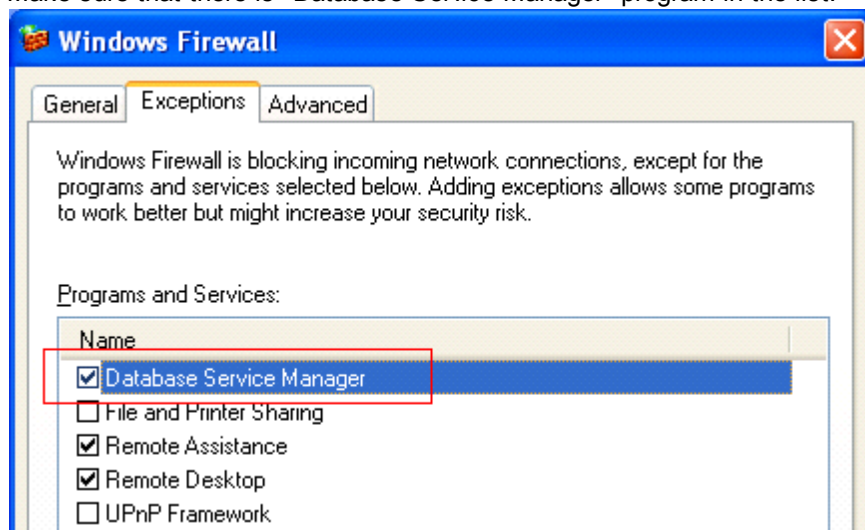 Make sure that there is "Database Service Manager" program in the list.
Windows Firewall
General Exceptions Advanced
Windows Firewall is blocking incoming network connections, except for the
programs and services selected below. Adding exceptions allows some programs
to work better but might increase your security risk.
Programs and Services:
Name
Database Service Manager
File and Printer Sharing
Remote Assistance
Remote Desktop
UPnP Framework